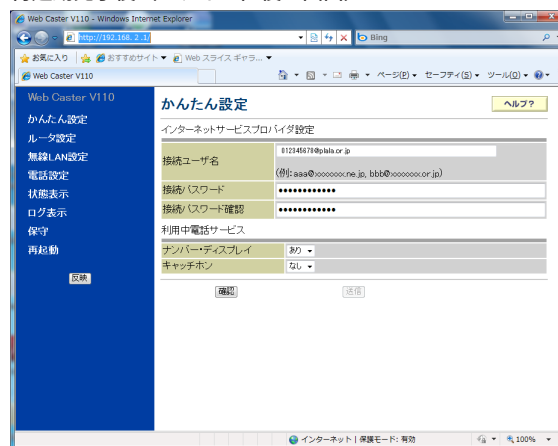 Web Caster V110 - Windows Internet Explorer
http://192.168. 2 .1/
Bing
お気に入り おすすめサイト Web スライス ギャラ...
Web Caster V110
ページ(P) セーフティ(S) ツール(O)
Web Caster V110
かんたん設定
ルータ設定
無線LAN設定
電話設定
状態表示
ログ表示
保守
再起動
反映
かんたん設定
ヘルプ?
インターネットサービスプロバイダ設定
接続ユーザ名
012345678@plala.or.jp
(例: aaa@xxxxxxx.ne.jp, bbb@xxxxxxx.or.jp)
接続パスワード ●●●●●●●●●●●●
接続パスワード確認 ●●●●●●●●●●●●
利用中電話サービス
ナンバー・ディスプレイ あり
キャッチホン なし
確認 送信
インターネット | 保護モード: 有効 100%